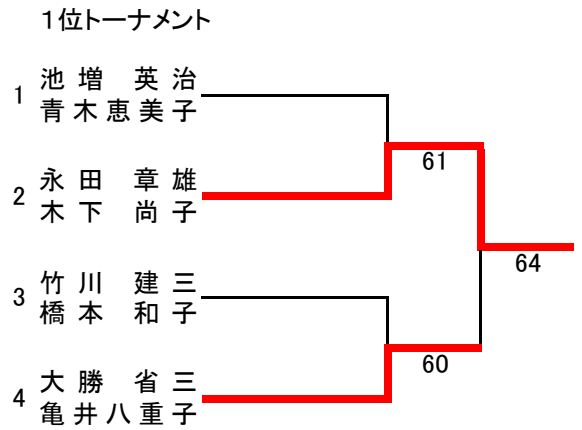 1位トーナメント
1 池増 英治
青木恵美子
61
2 永田 章雄
木下 尚子
64
3 竹川 建三
橋本 和子
60
4 大勝 省三
亀井八重子